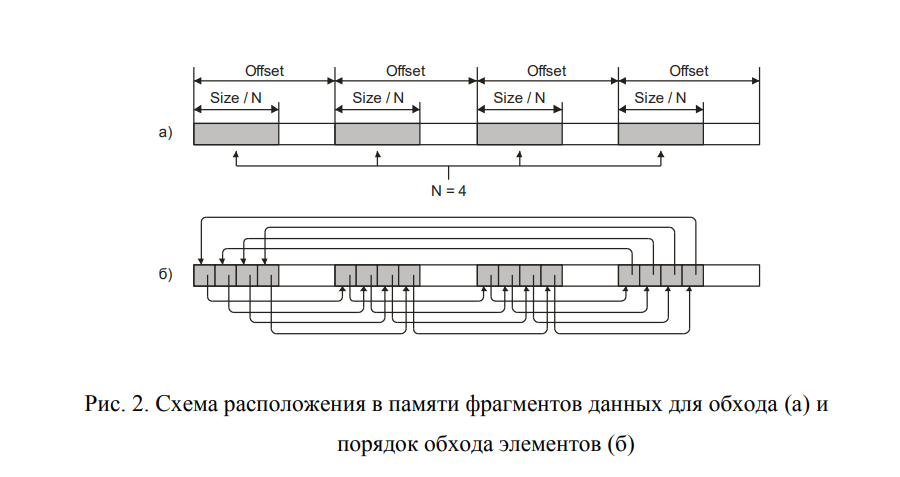 Offset Offset Offset Offset
Size / N Size / N Size / N Size / N
а)
N = 4
б)
Рис. 2. Схема расположения в памяти фрагментов данных для обхода (а) и
порядок обхода элементов (б)